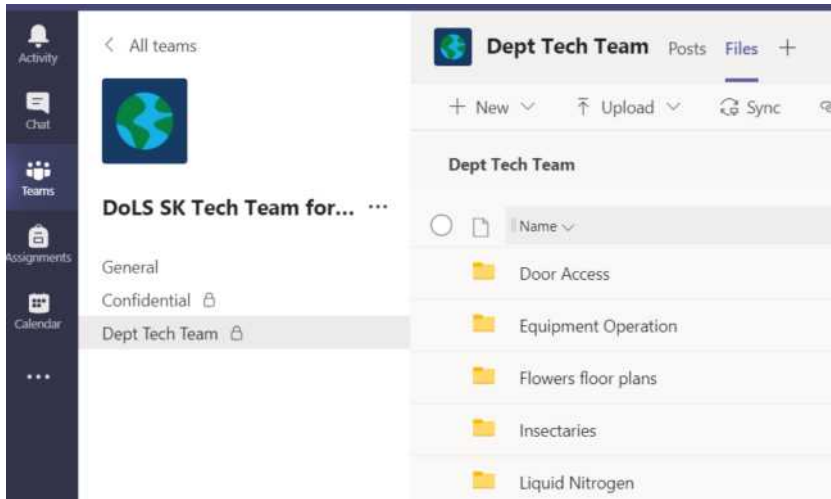 Activity
Chat
Teams
Assignments
Calendar
All teams
DoLS SK Tech Team for...
General
Confidential
Dept Tech Team
Dept Tech Team Posts Files
New Upload Sync
Dept Tech Team
Name
Door Access
Equipment Operation
Flowers floor plans
Insectaries
Liquid Nitrogen